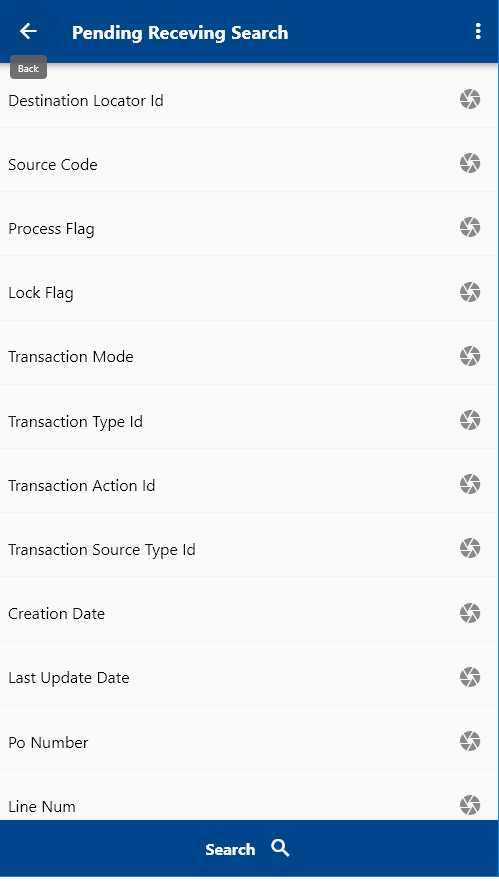 Pending Receving Search
Back
Destination Locator Id
Source Code
Process Flag
Lock Flag
Transaction Mode
Transaction Type Id
Transaction Action Id
Transaction Source Type Id
Creation Date
Last Update Date
Po Number
Line Num
Search